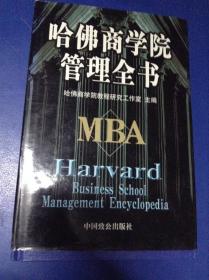 哈佛商学院
管理全书
哈佛商学院教程研究工作室 主编
MBA
Harvard
Business School
Management Encyclopedia
中国致公出版社